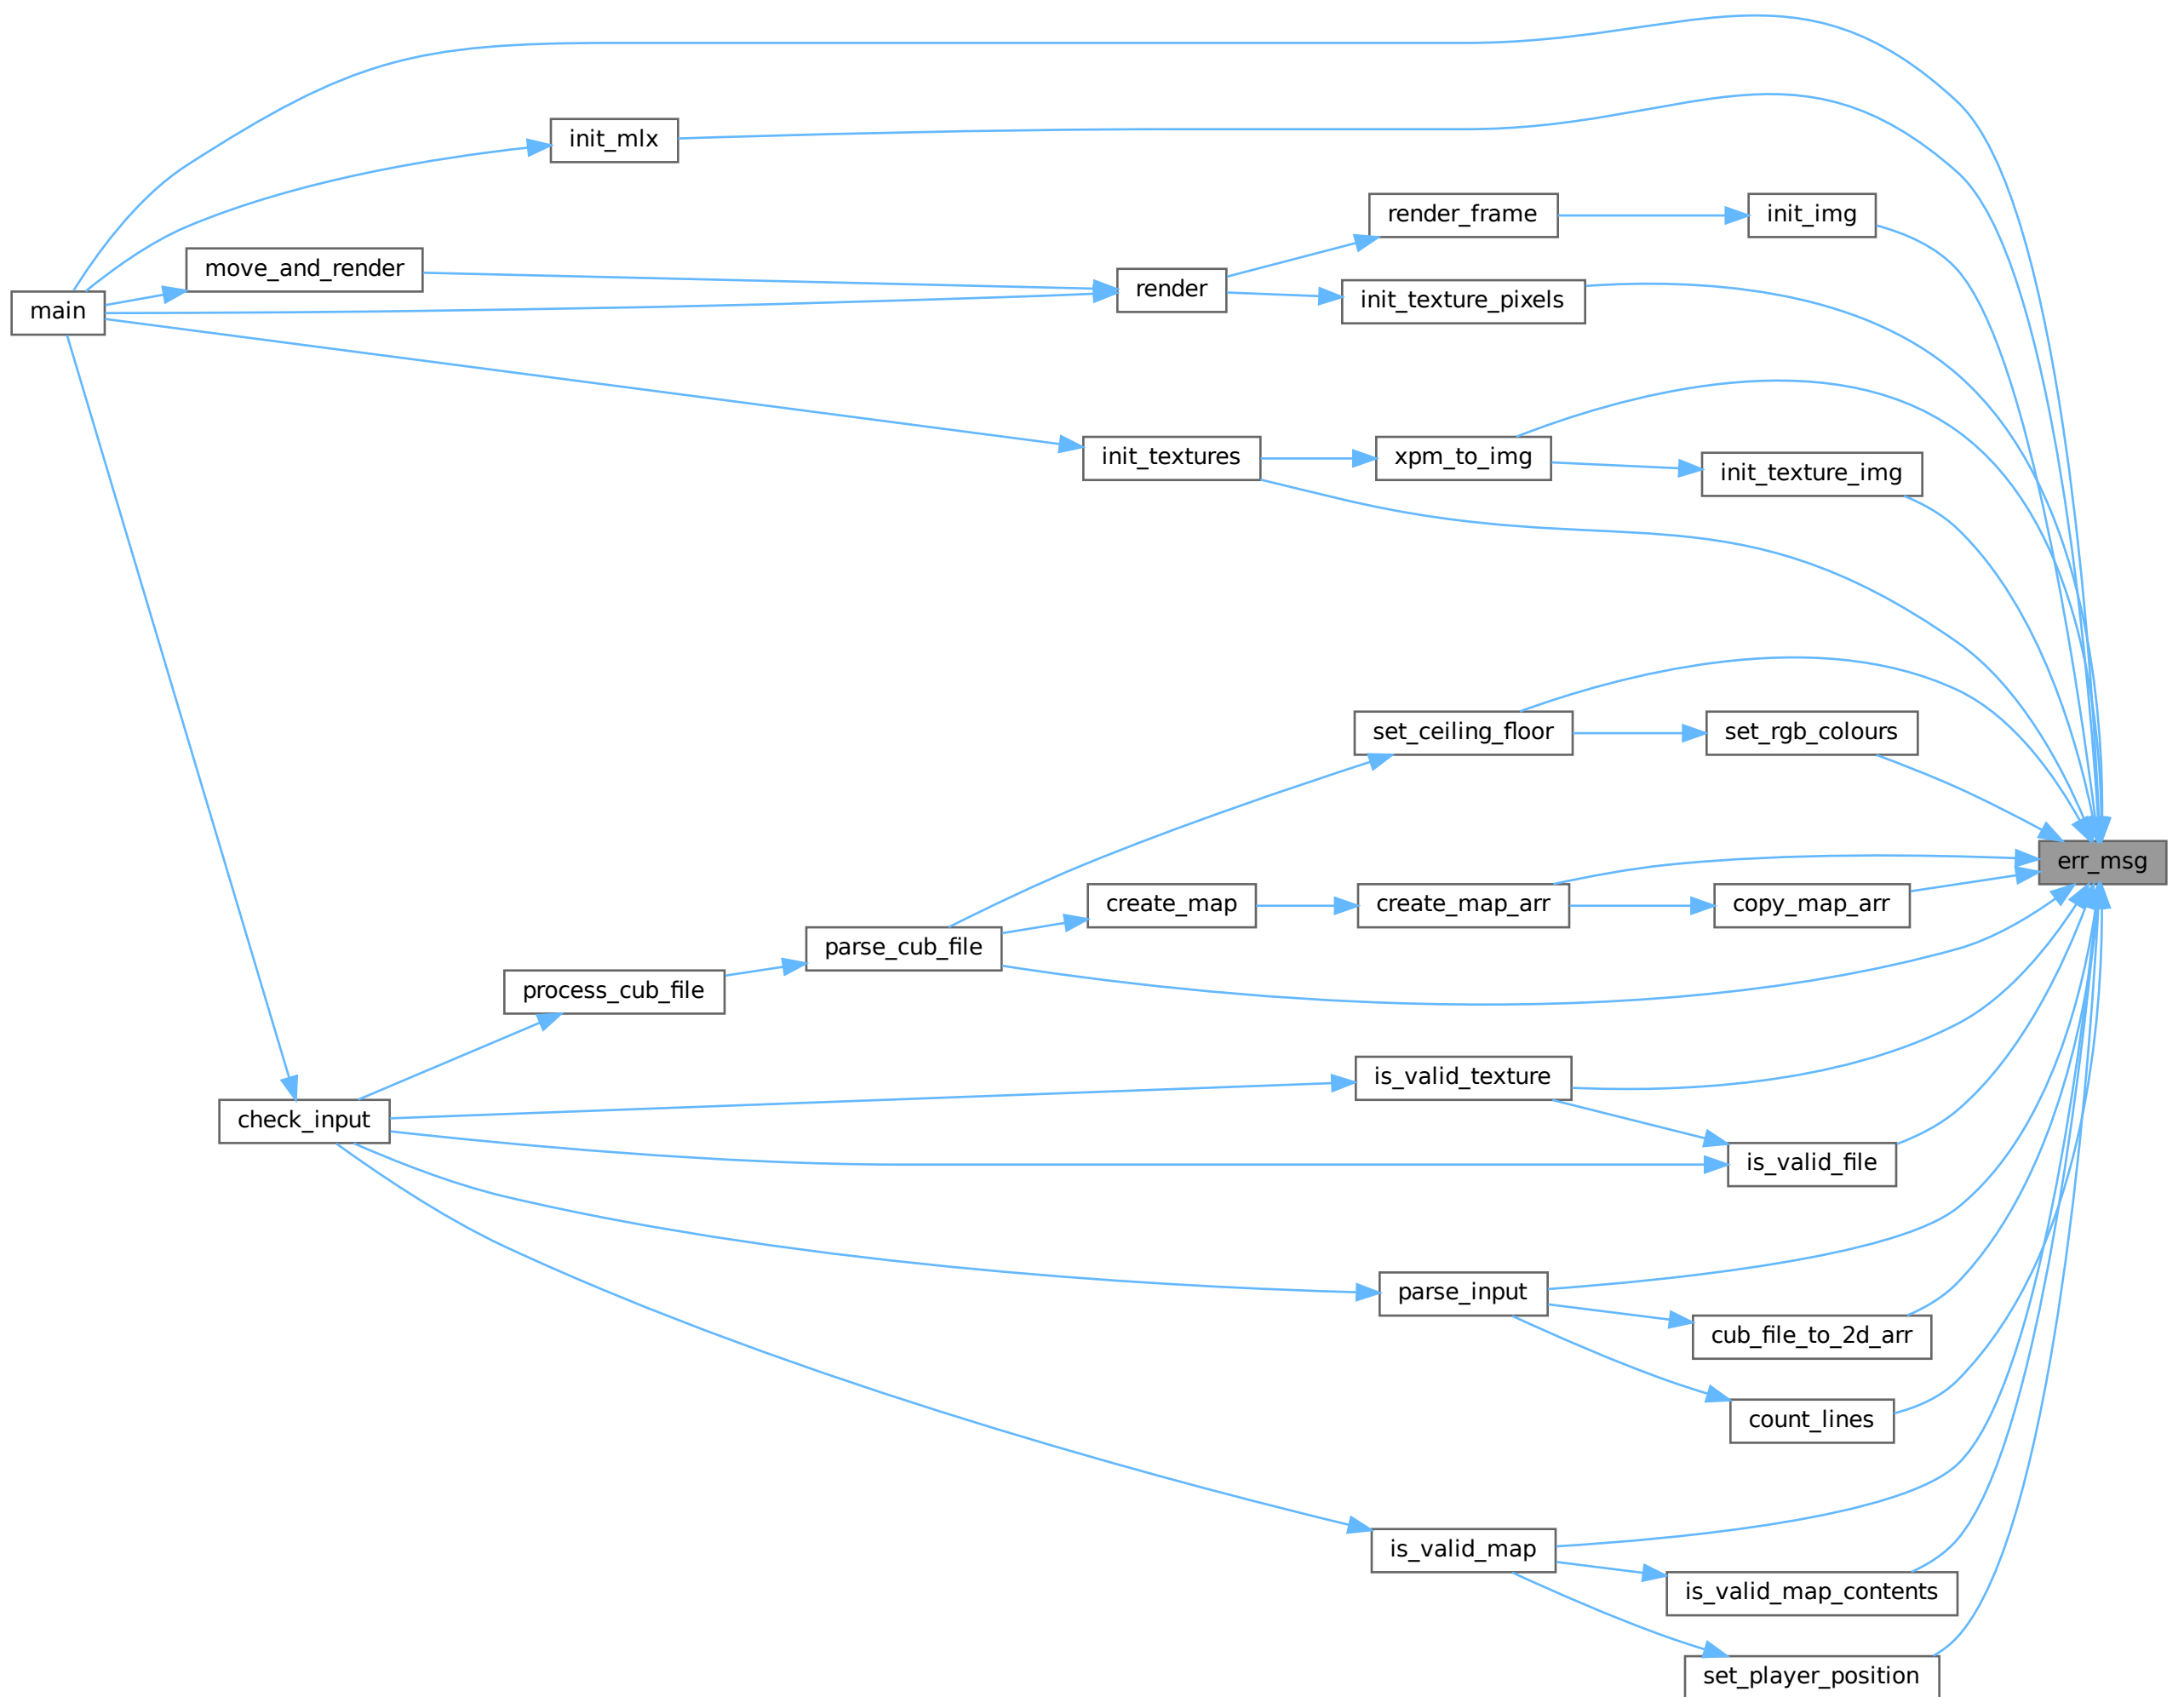 init_mlx
render_frame
init_img
move_and_render
render
init_texture_pixels
main
init_textures
xpm_to_img
init_texture_img
set_ceiling_floor
set_rgb_colours
err_msg
create_map
create_map_arr
copy_map_arr
parse_cub_file
process_cub_file
is_valid_texture
check_input
is_valid_file
parse_input
cub_file_to_2d_arr
count_lines
is_valid_map
is_valid_map_contents
set_player_position